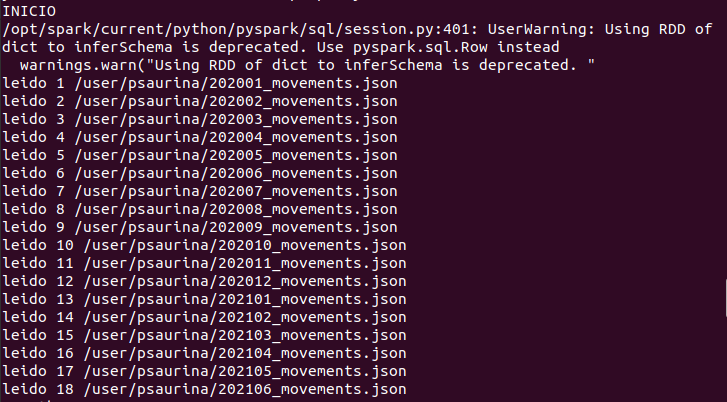 INICIO
/opt/spark/current/python/pyspark/sql/session.py:401: UserWarning: Using RDD of
dict to inferSchema is deprecated. Use pyspark.sql.Row instead
  warnings.warn("Using RDD of dict to inferSchema is deprecated. "
leido 1 /user/psaurina/202001_movements.json
leido 2 /user/psaurina/202002_movements.json
leido 3 /user/psaurina/202003_movements.json
leido 4 /user/psaurina/202004_movements.json
leido 5 /user/psaurina/202005_movements.json
leido 6 /user/psaurina/202006_movements.json
leido 7 /user/psaurina/202007_movements.json
leido 8 /user/psaurina/202008_movements.json
leido 9 /user/psaurina/202009_movements.json
leido 10 /user/psaurina/202010_movements.json
leido 11 /user/psaurina/202011_movements.json
leido 12 /user/psaurina/202012_movements.json
leido 13 /user/psaurina/202101_movements.json
leido 14 /user/psaurina/202102_movements.json
leido 15 /user/psaurina/202103_movements.json
leido 16 /user/psaurina/202104_movements.json
leido 17 /user/psaurina/202105_movements.json
leido 18 /user/psaurina/202106_movements.json